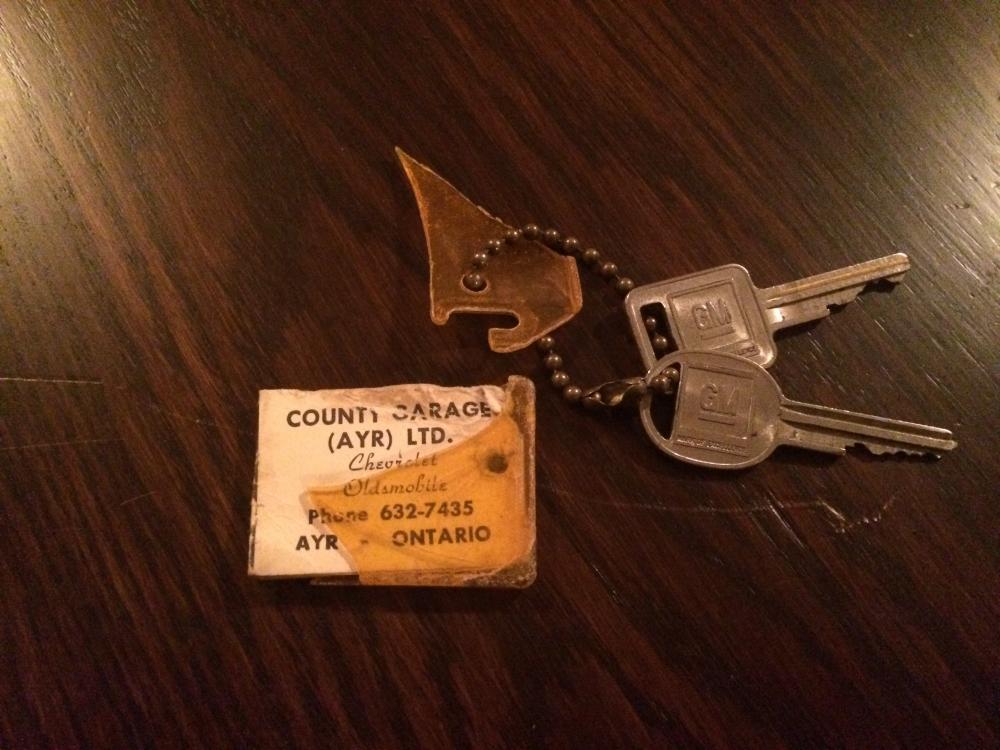 COUNTY GARAGE
(AYR) LTD.
Chevrolet
Oldsmobile
Phone 632-7435
AYR - ONTARIO
GM
GM